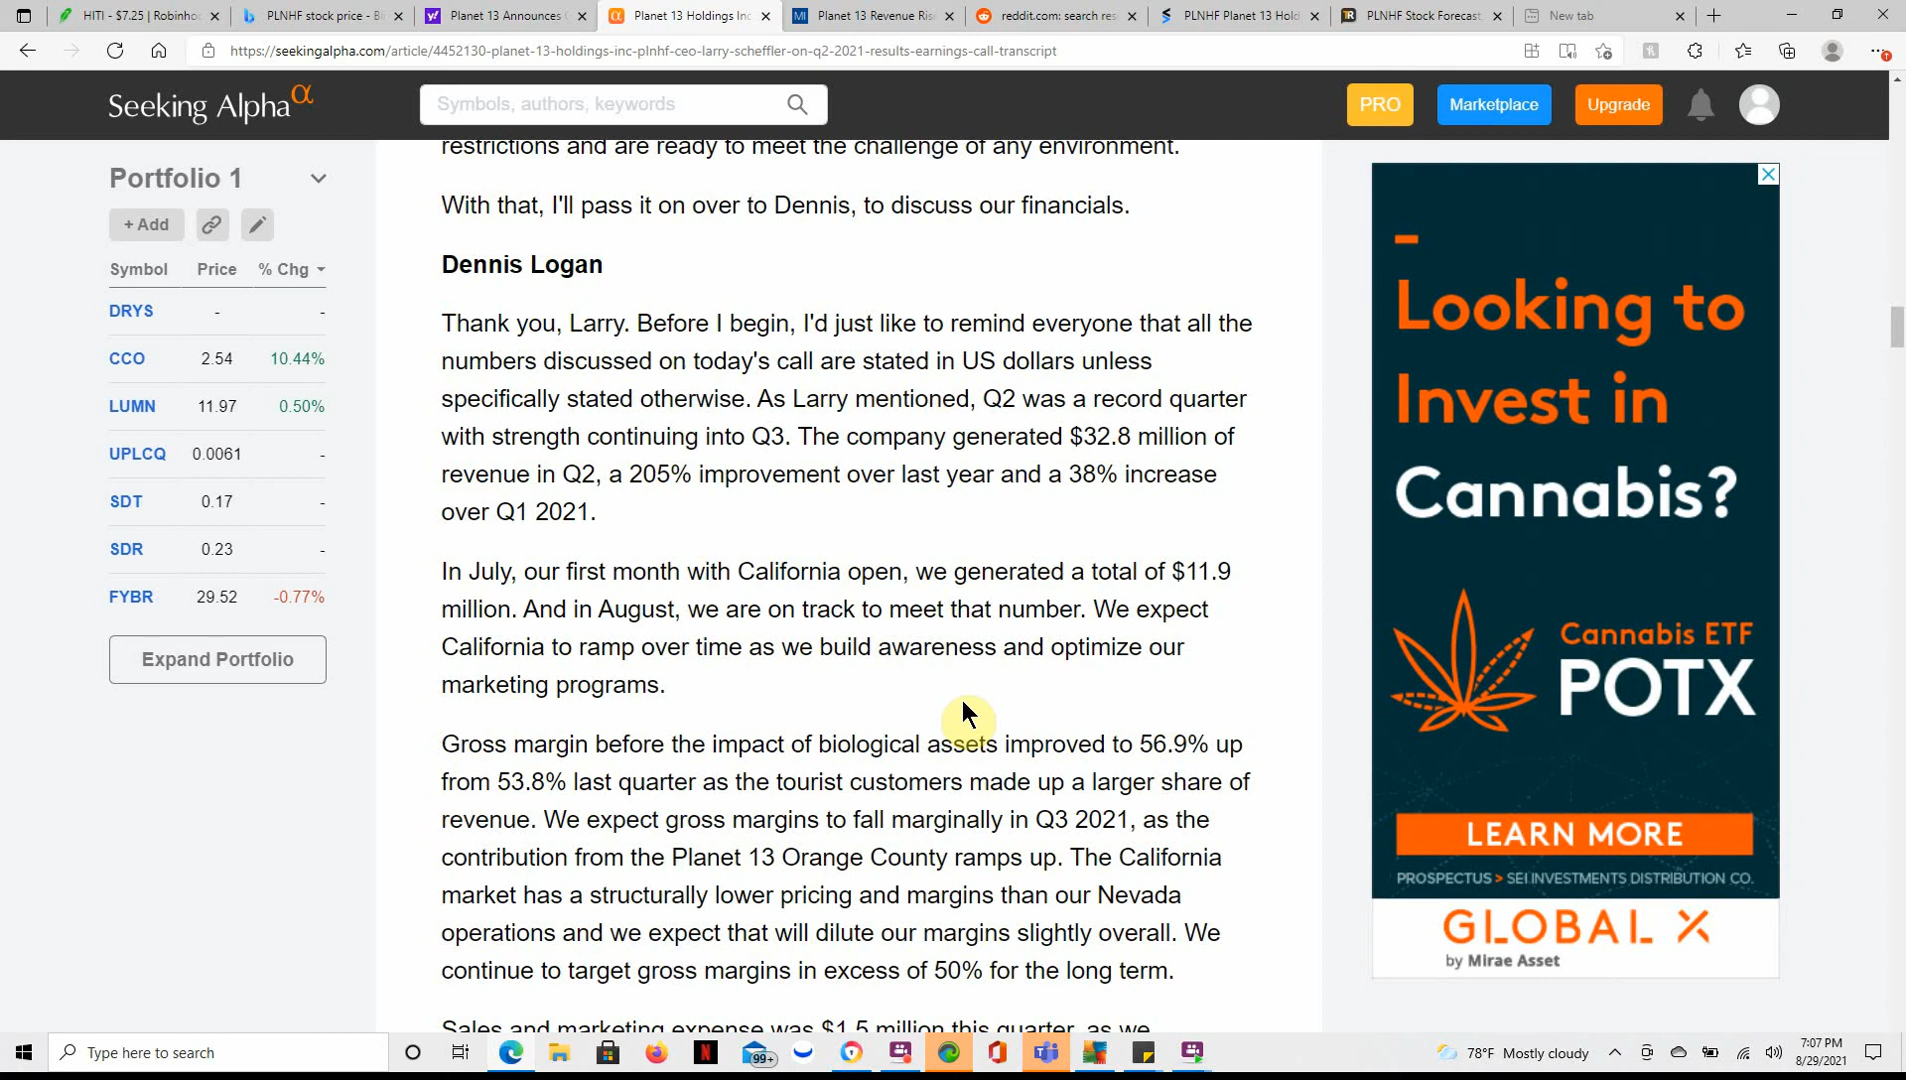 HITI - $7.25 | Robinhoo
PLNHF stock price - Bi
Planet 13 Announces
Planet 13 Holdings Inc
Planet 13 Revenue Ris
reddit.com: search res
PLNHF Planet 13 Hold
PLNHF Stock Forecast
New tab
https://seekingalpha.com/article/4452130-planet-13-holdings-inc-plnhf-ceo-larry-scheffler-on-q2-2021-results-earnings-call-transcript
Seeking Alpha α
Symbols, authors, keywords
PRO
Marketplace
Upgrade
Portfolio 1
+ Add
Symbol Price % Chg
DRYS - -
CCO 2.54 10.44%
LUMN 11.97 0.50%
UPLCQ 0.0061 -
SDT 0.17 -
SDR 0.23 -
FYBR 29.52 -0.77%
Expand Portfolio
restrictions and are ready to meet the challenge of any environment.
With that, I'll pass it on over to Dennis, to discuss our financials.
Dennis Logan
Thank you, Larry. Before I begin, I'd just like to remind everyone that all the
numbers discussed on today's call are stated in US dollars unless
specifically stated otherwise. As Larry mentioned, Q2 was a record quarter
with strength continuing into Q3. The company generated $32.8 million of
revenue in Q2, a 205% improvement over last year and a 38% increase
over Q1 2021.
In July, our first month with California open, we generated a total of $11.9
million. And in August, we are on track to meet that number. We expect
California to ramp over time as we build awareness and optimize our
marketing programs.
Gross margin before the impact of biological assets improved to 56.9% up
from 53.8% last quarter as the tourist customers made up a larger share of
revenue. We expect gross margins to fall marginally in Q3 2021, as the
contribution from the Planet 13 Orange County ramps up. The California
market has a structurally lower pricing and margins than our Nevada
operations and we expect that will dilute our margins slightly overall. We
continue to target gross margins in excess of 50% for the long term.
Sales and marketing expense was $1.5 million this quarter, as we
Looking to
Invest in
Cannabis?
Cannabis ETF
POTX
LEARN MORE
PROSPECTUS > SEI INVESTMENTS DISTRIBUTION CO.
GLOBAL X
by Mirae Asset
Type here to search
99+
78°F Mostly cloudy
7:07 PM
8/29/2021